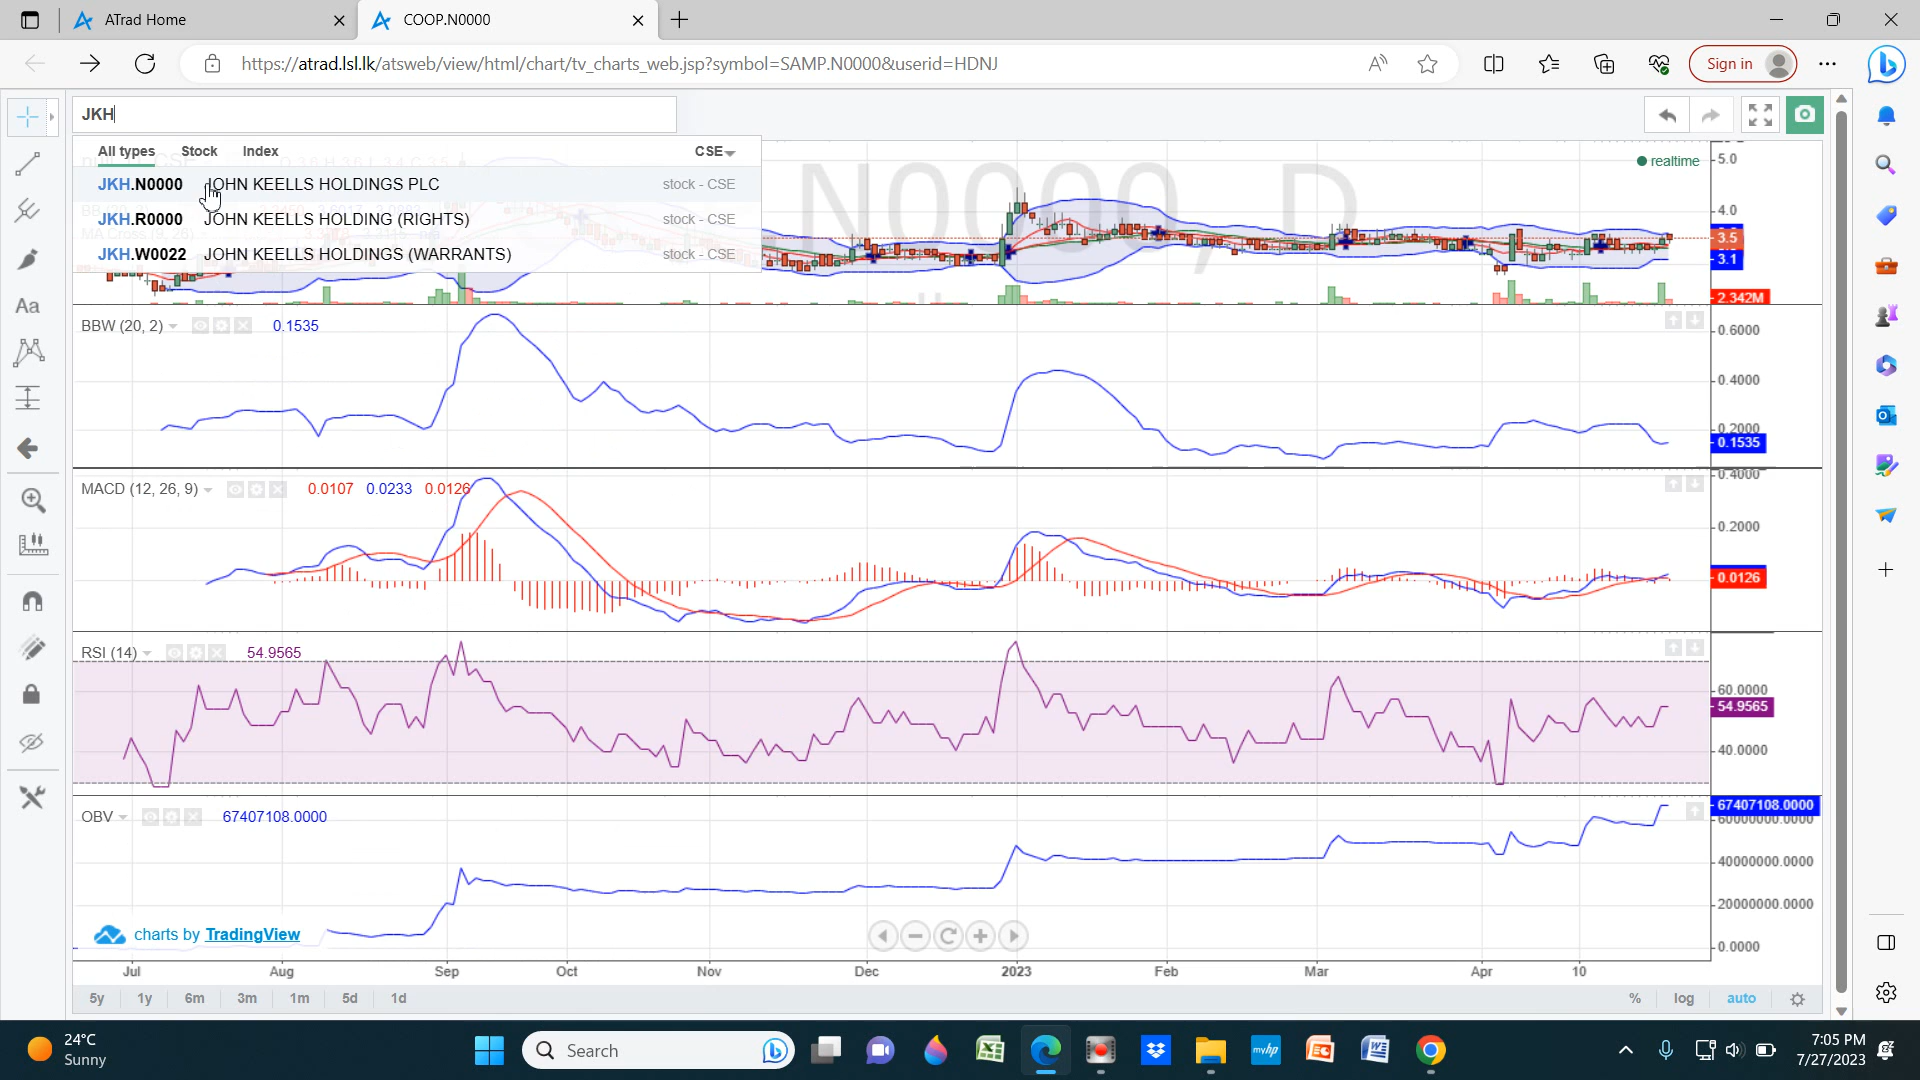 ATrad Home
COOP.N0000
https://atrad.lsl.lk/atsweb/view/html/chart/tv_charts_web.jsp?symbol=SAMP.N0000&userid=HDNJ
Sign in
JKH
All types Stock Index CSE
JKH.N0000 JOHN KEELLS HOLDINGS PLC stock - CSE
JKH.R0000 JOHN KEELLS HOLDING (RIGHTS) stock - CSE
JKH.W0022 JOHN KEELLS HOLDINGS (WARRANTS) stock - CSE
N0000, D
realtime
5.0
4.0
3.5
3.1
2.342M
BBW (20, 2) 0.1535
0.6000
0.4000
0.2000
0.1535
MACD (12, 26, 9) 0.0107 0.0233 0.0126
0.4000
0.2000
0.0126
RSI (14) 54.9565
60.0000
54.9565
40.0000
OBV 67407108.0000
67407108.0000
60000000.0000
40000000.0000
20000000.0000
0.0000
charts by TradingView
Jul Aug Sep Oct Nov Dec 2023 Feb Mar Apr 10
5y 1y 6m 3m 1m 5d 1d % log auto
24°C
Sunny
Search
myhp
7:05 PM
7/27/2023
Aa